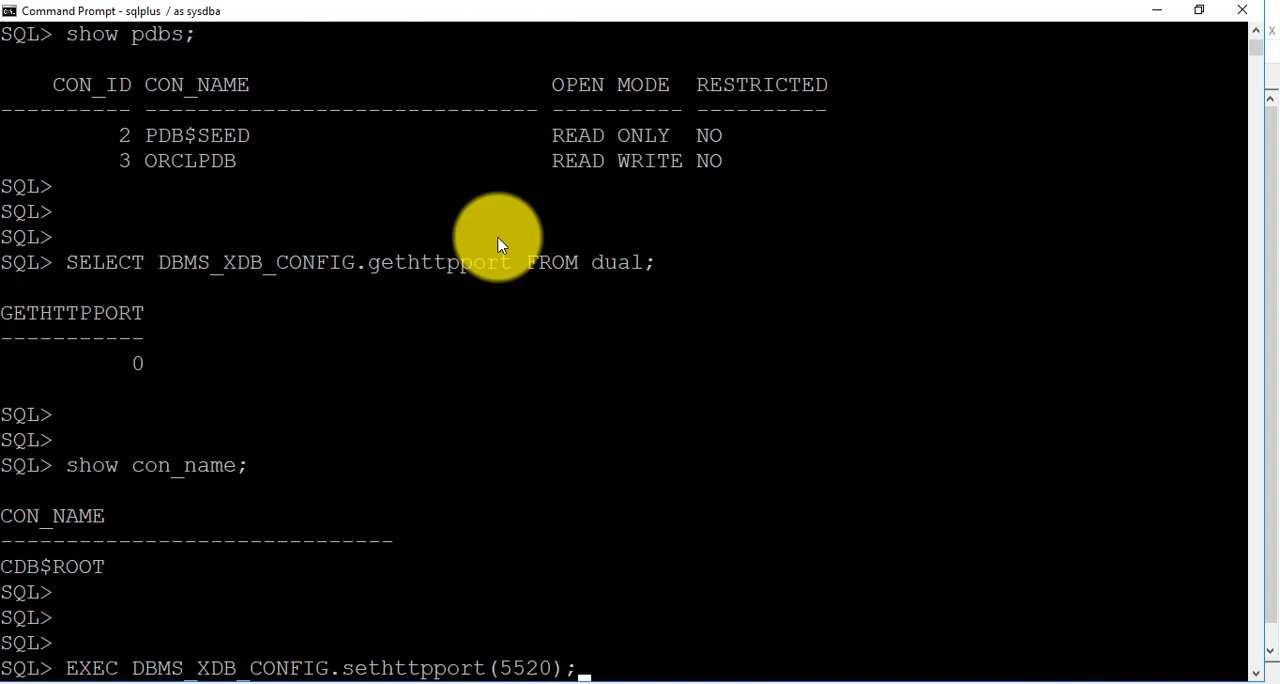 Command Prompt - sqlplus / as sysdba
SQL> show pdbs;
CON_ID CON_NAME OPEN MODE RESTRICTED
---------- ------------------------------ ---------- ----------
2 PDB$SEED READ ONLY NO
3 ORCLPDB READ WRITE NO
SQL>
SQL>
SQL>
SQL> SELECT DBMS_XDB_CONFIG.gethttpport FROM dual;
GETHTTPPORT
-----------
0
SQL>
SQL>
SQL> show con_name;
CON_NAME
------------------------------
CDB$ROOT
SQL>
SQL>
SQL>
SQL> EXEC DBMS_XDB_CONFIG.sethttpport(5520);